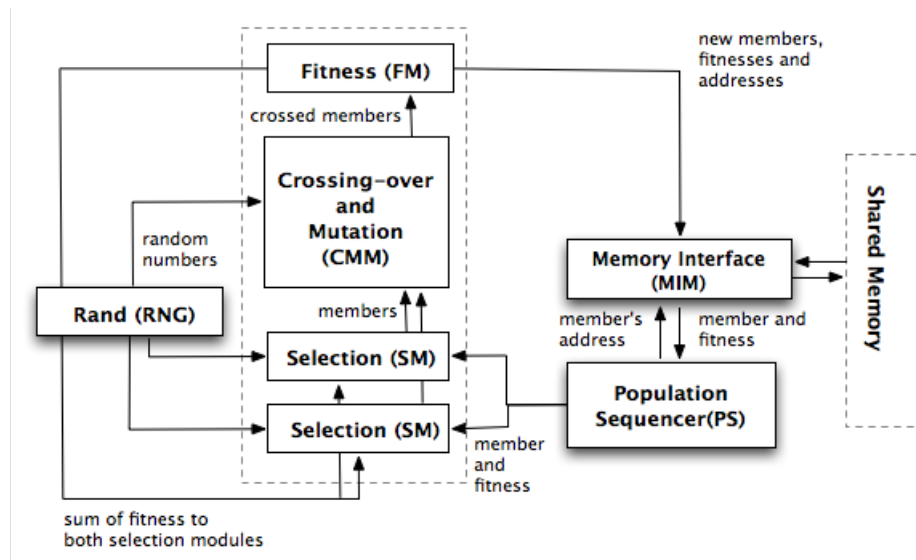 new members,
fitnesses and
addresses
Fitness (FM)
crossed members
Crossing-over
and
Mutation
(CMM)
random
numbers
Shared Memory
Memory Interface
(MIM)
Rand (RNG)
members
member's
address
member and
fitness
Selection (SM)
Population
Sequencer(PS)
Selection (SM)
member
and
fitness
sum of fitness to
both selection modules